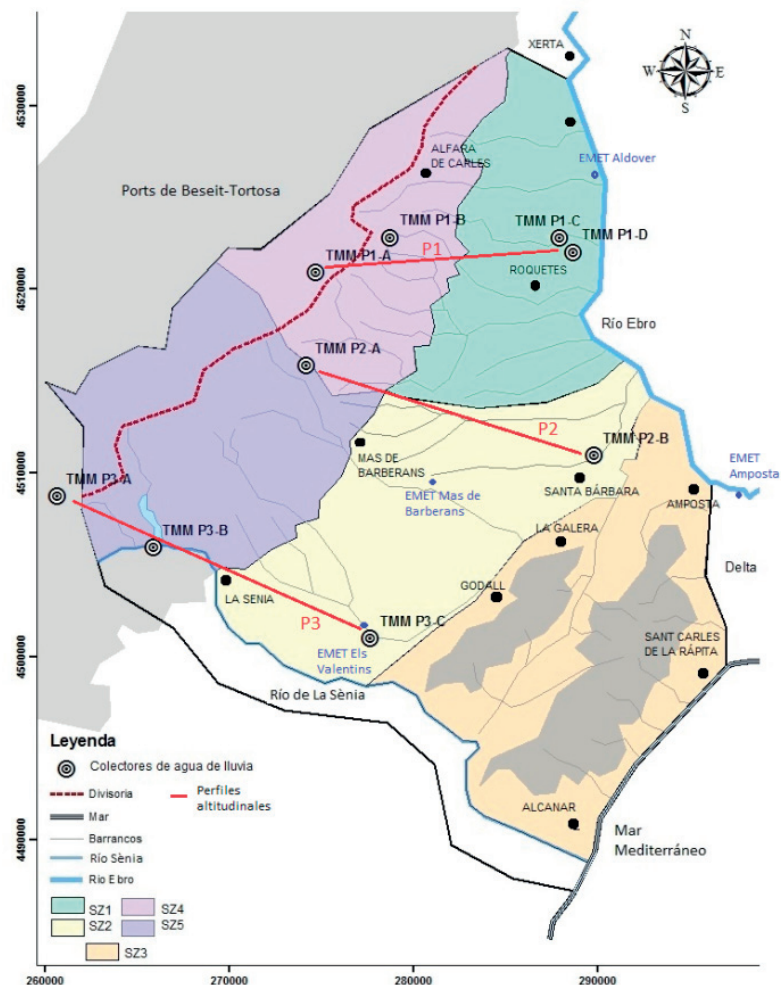 XERTA
N
W
E
S
4530000
ALFARA
DE CARLES
EMET Aldover
Ports de Beseit-Tortosa
TMM P1-B
TMM P1-C
TMM P1-A
P1
TMM P1-D
4520000
ROQUETES
Río Ebro
TMM P2-A
P2
TMM P2-B
MAS DE
BARBERANS
EMET
Amposta
4510000
TMM P3-A
EMET Mas de
Barberans
SANTA BÁRBARA
AMPOSTA
TMM P3-B
LA GALERA
Delta
LA SENIA
GODALL
P3
TMM P3-C
SANT CARLES
DE LA RÁPITA
4500000
EMET Els
Valentins
Río de La Sènia
Leyenda
Colectores de agua de lluvia
Divisoria
Perfiles
altitudinales
Mar
Barrancos
Río Sènia
Río Ebro
4490000
ALCANAR
Mar
Mediterráneo
SZ1
SZ4
SZ2
SZ5
SZ3
260000
270000
280000
290000